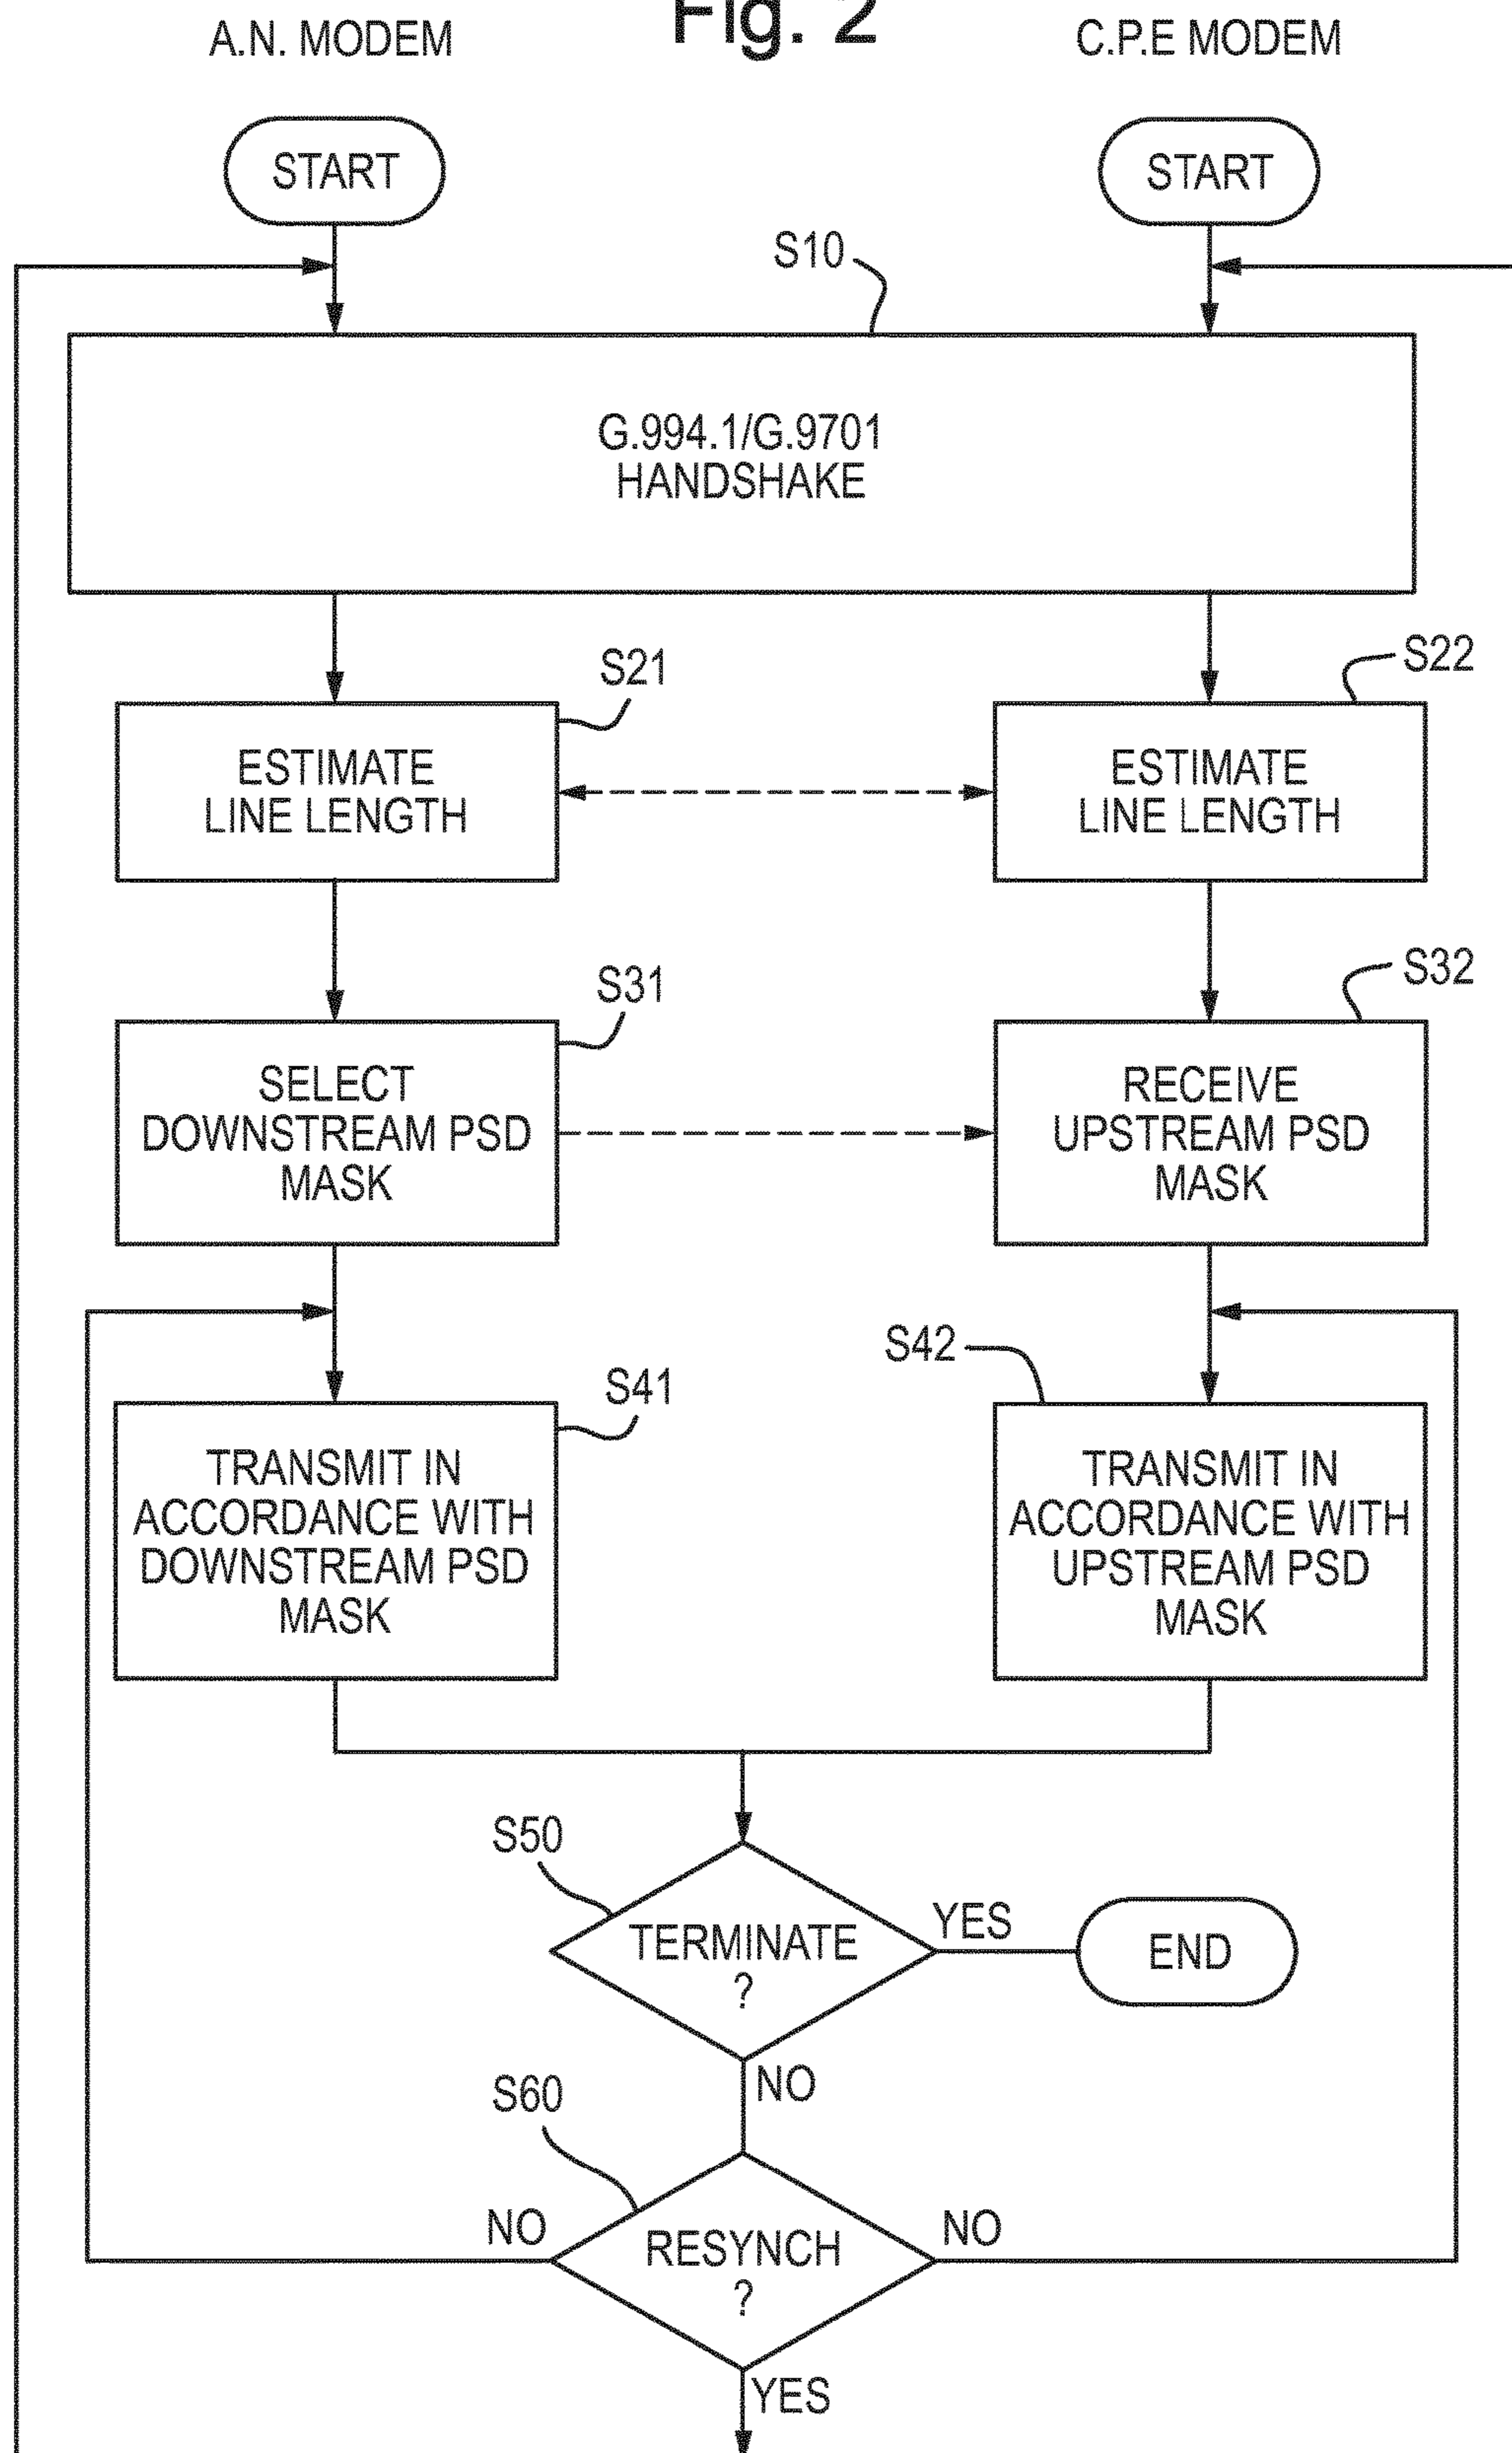 Fig. 2
A.N. MODEM
C.P.E MODEM
START
START
S10
G.994.1/G.9701
HANDSHAKE
S21
S22
ESTIMATE
LINE LENGTH
ESTIMATE
LINE LENGTH
S31
S32
SELECT
DOWNSTREAM PSD
MASK
RECEIVE
UPSTREAM PSD
MASK
S41
S42
TRANSMIT IN
ACCORDANCE WITH
DOWNSTREAM PSD
MASK
TRANSMIT IN
ACCORDANCE WITH
UPSTREAM PSD
MASK
S50
TERMINATE
?
YES
END
NO
S60
NO
RESYNCH
?
NO
YES